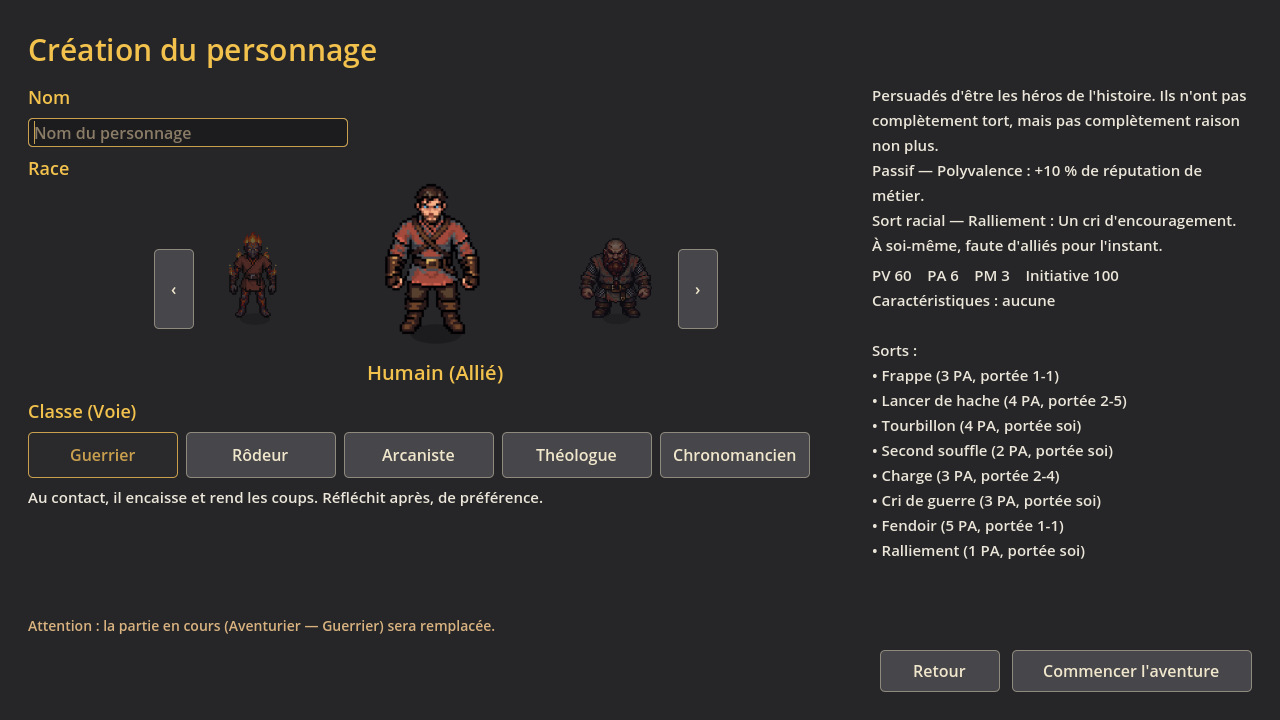 Création du personnage
Nom
Nom du personnage
Race
‹
›
Humain (Allié)
Classe (Voie)
Guerrier
Rôdeur
Arcaniste
Théologue
Chronomancien
Au contact, il encaisse et rend les coups. Réfléchit après, de préférence.
Attention : la partie en cours (Aventurier — Guerrier) sera remplacée.
Persuadés d'être les héros de l'histoire. Ils n'ont pas
complètement tort, mais pas complètement raison
non plus.
Passif — Polyvalence : +10 % de réputation de
métier.
Sort racial — Ralliement : Un cri d'encouragement.
À soi-même, faute d'alliés pour l'instant.
PV 60 PA 6 PM 3 Initiative 100
Caractéristiques : aucune
Sorts :
• Frappe (3 PA, portée 1-1)
• Lancer de hache (4 PA, portée 2-5)
• Tourbillon (4 PA, portée soi)
• Second souffle (2 PA, portée soi)
• Charge (3 PA, portée 2-4)
• Cri de guerre (3 PA, portée soi)
• Fendoir (5 PA, portée 1-1)
• Ralliement (1 PA, portée soi)
Retour
Commencer l'aventure